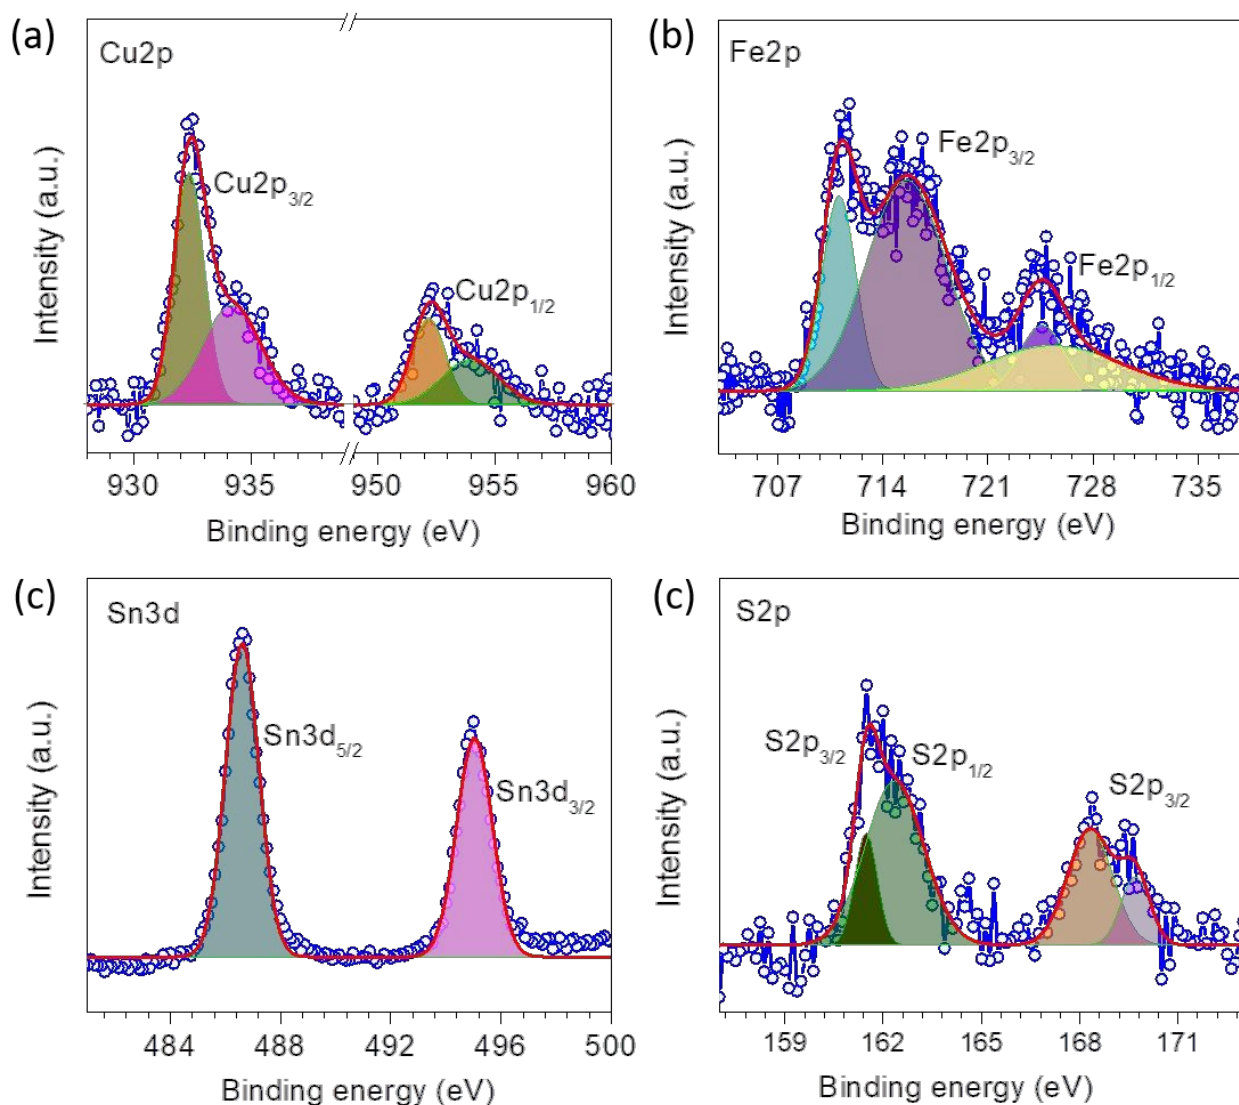 (a)
Cu2p
Cu2p3/2
Cu2p1/2
Intensity (a.u.)
930 935 950 955 960
Binding energy (eV)
(b)
Fe2p
Fe2p3/2
Fe2p1/2
Intensity (a.u.)
707 714 721 728 735
Binding energy (eV)
(c)
Sn3d
Sn3d5/2
Sn3d3/2
Intensity (a.u.)
484 488 492 496 500
Binding energy (eV)
(c)
S2p
S2p3/2
S2p1/2
S2p3/2
Intensity (a.u.)
159 162 165 168 171
Binding energy (eV)